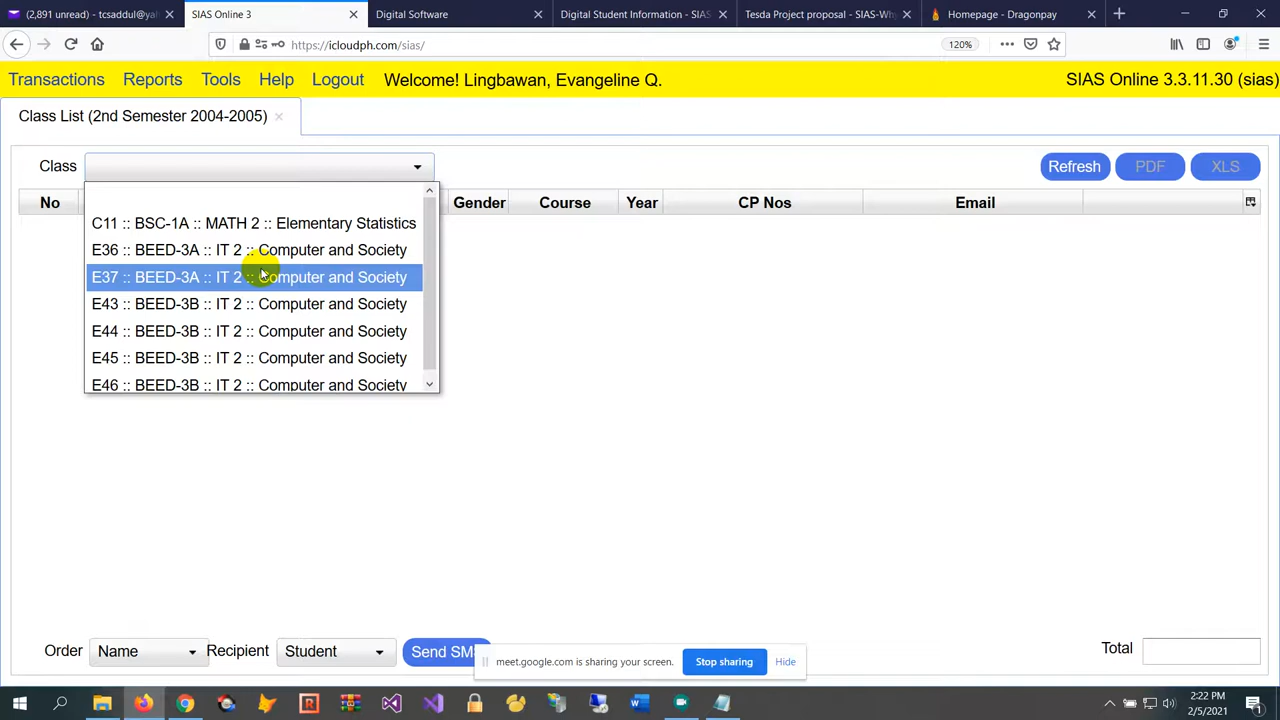 (2,891 unread) - tcsaddul@yah
SIAS Online 3
Digital Software
Digital Student Information - SIAS-
Tesda Project proposal - SIAS-Wh
Homepage - Dragonpay
https://icloudph.com/sias/
120%
Transactions Reports Tools Help Logout Welcome! Lingbawan, Evangeline Q. SIAS Online 3.3.11.30 (sias)
Class List (2nd Semester 2004-2005)
Class Refresh PDF XLS
No Gender Course Year CP Nos Email
C11 :: BSC-1A :: MATH 2 :: Elementary Statistics
E36 :: BEED-3A :: IT 2 :: Computer and Society
E37 :: BEED-3A :: IT 2 :: Computer and Society
E43 :: BEED-3B :: IT 2 :: Computer and Society
E44 :: BEED-3B :: IT 2 :: Computer and Society
E45 :: BEED-3B :: IT 2 :: Computer and Society
E46 :: BEED-3B :: IT 2 :: Computer and Society
Order Name Recipient Student Send SM Total
meet.google.com is sharing your screen. Stop sharing Hide
2:22 PM
2/5/2021